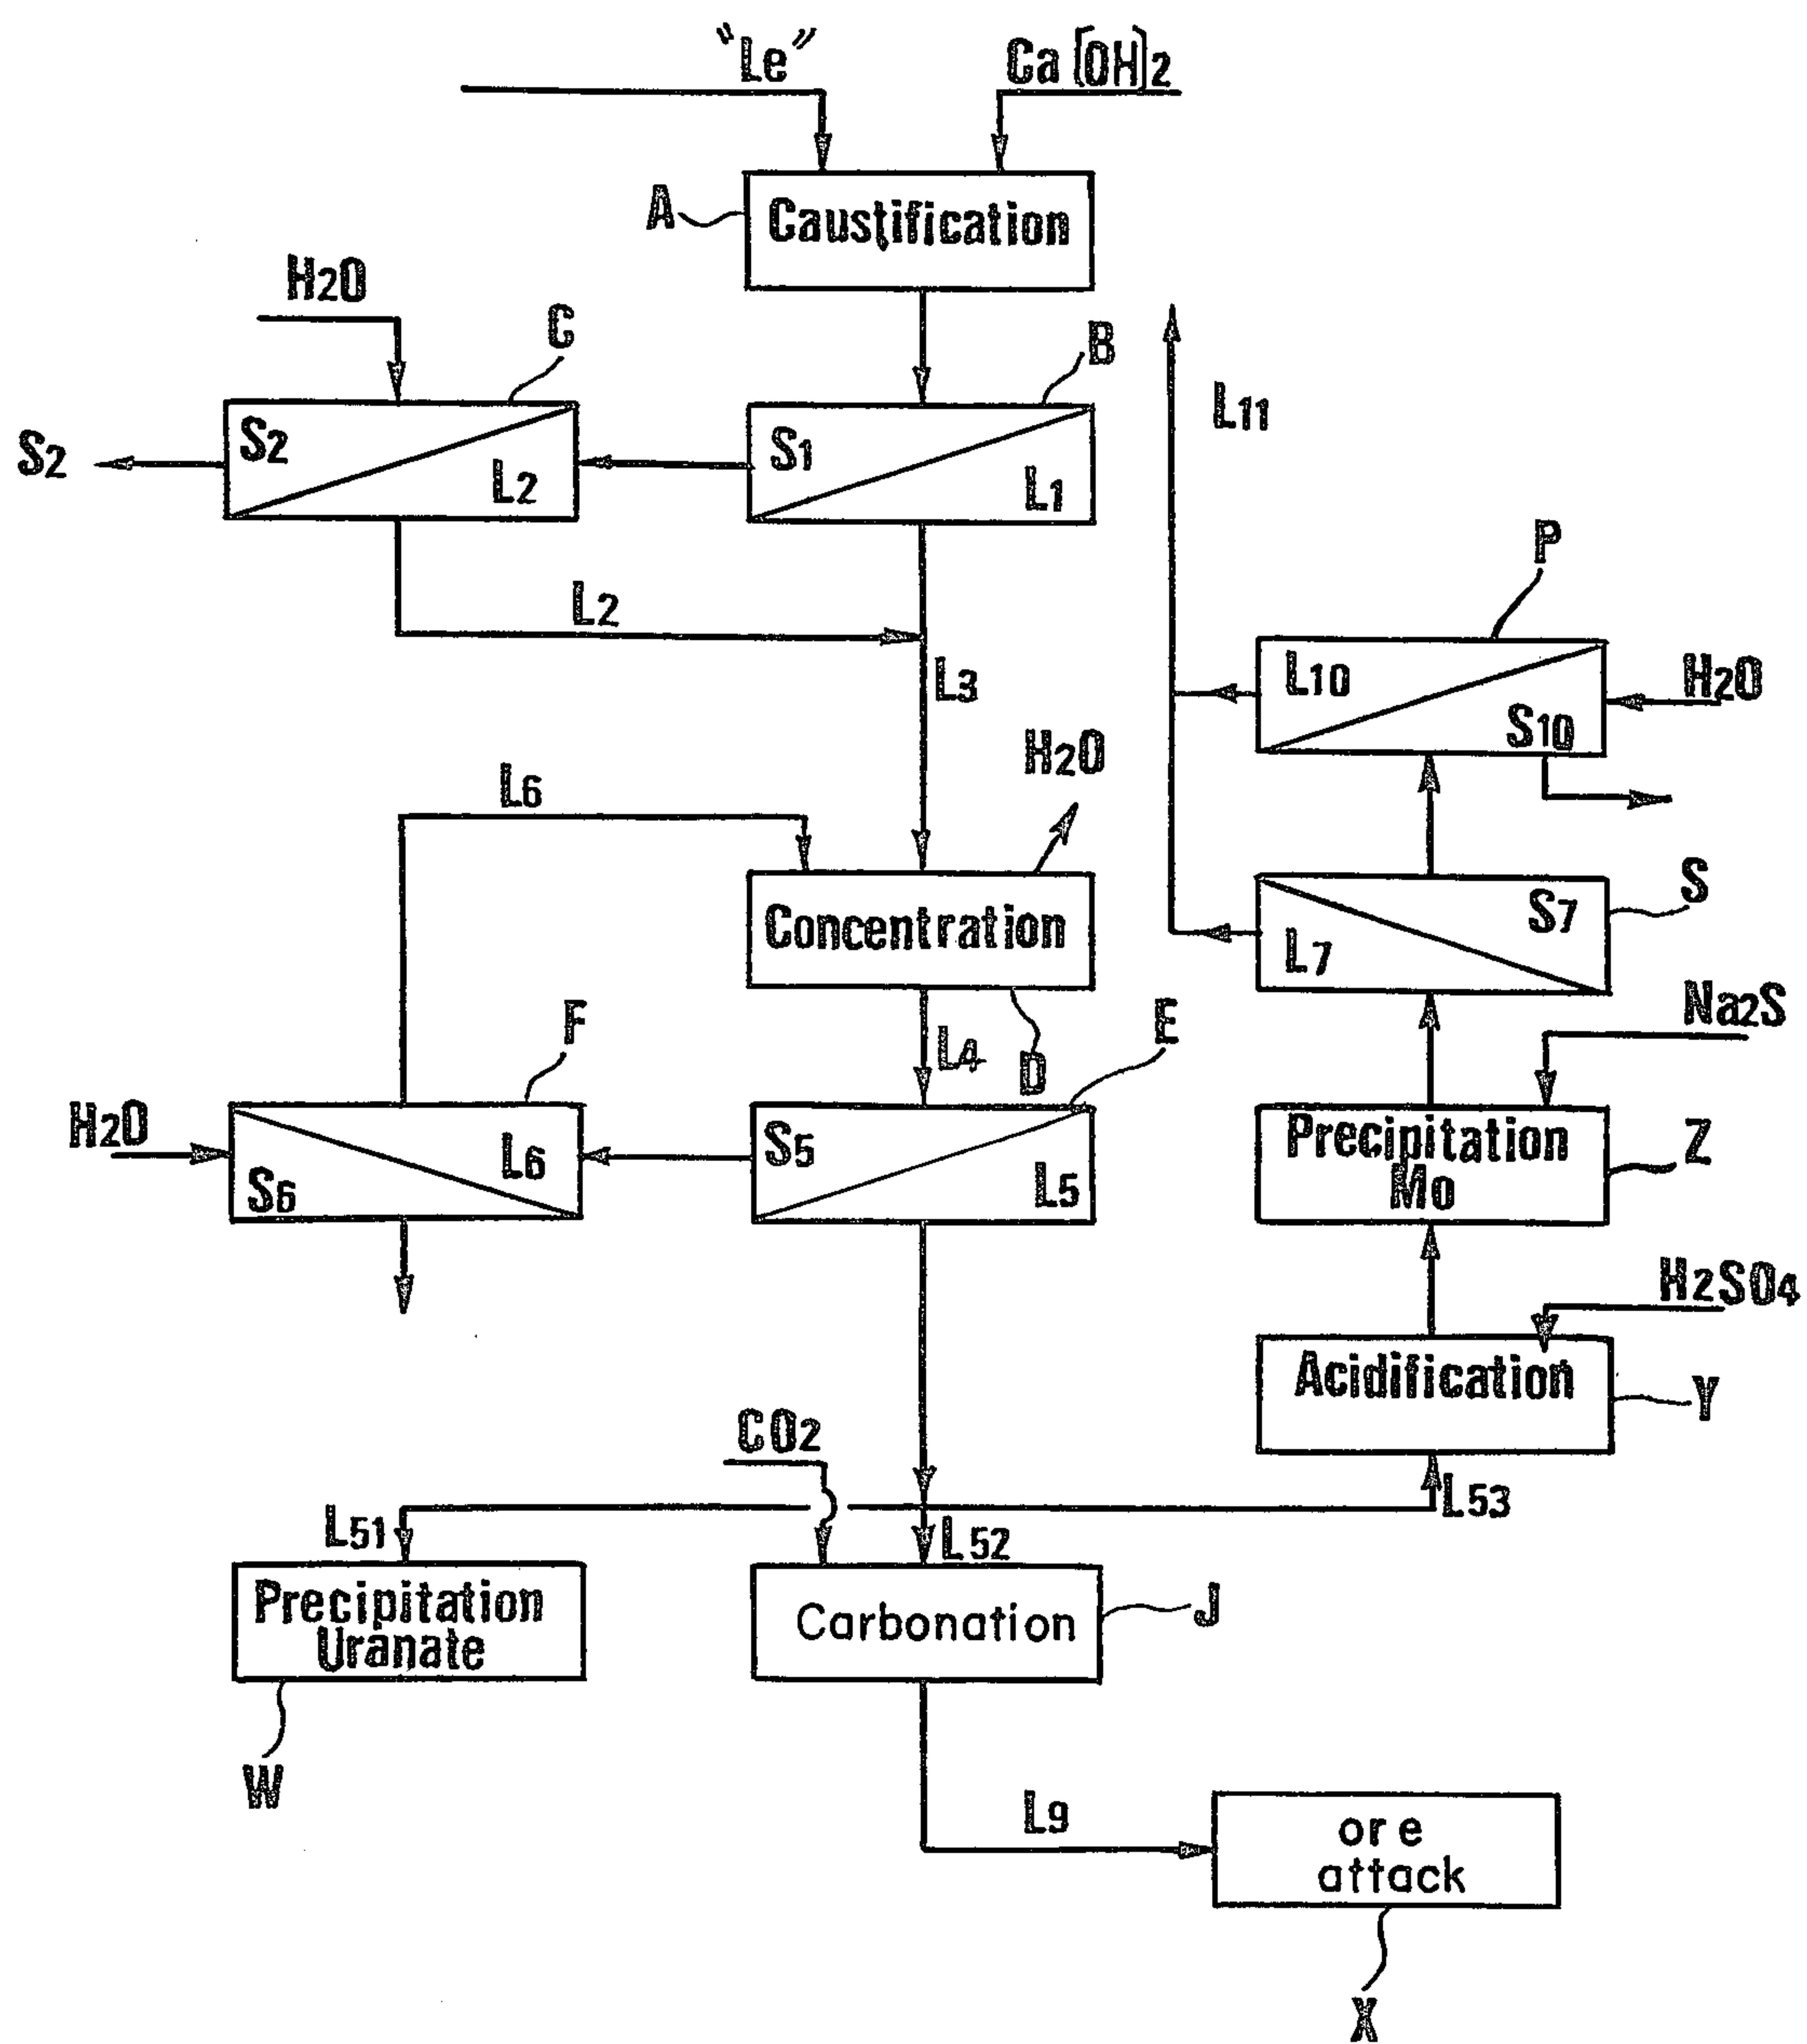 "Le"
Ca(OH)2
A
Caustification
H2O
C
B
S2
S2
L2
S1
L1
L11
P
L2
L3
L10
S10
H2O
H2O
L6
Concentration
S7
L7
S
Na2S
F
L4
D
E
H2O
L6
S6
S5
L5
Precipitation
Mo
Z
H2SO4
Acidification
Y
CO2
L51
L52
L53
Precipitation
Uranate
Carbonation
J
W
L9
ore
attack
X